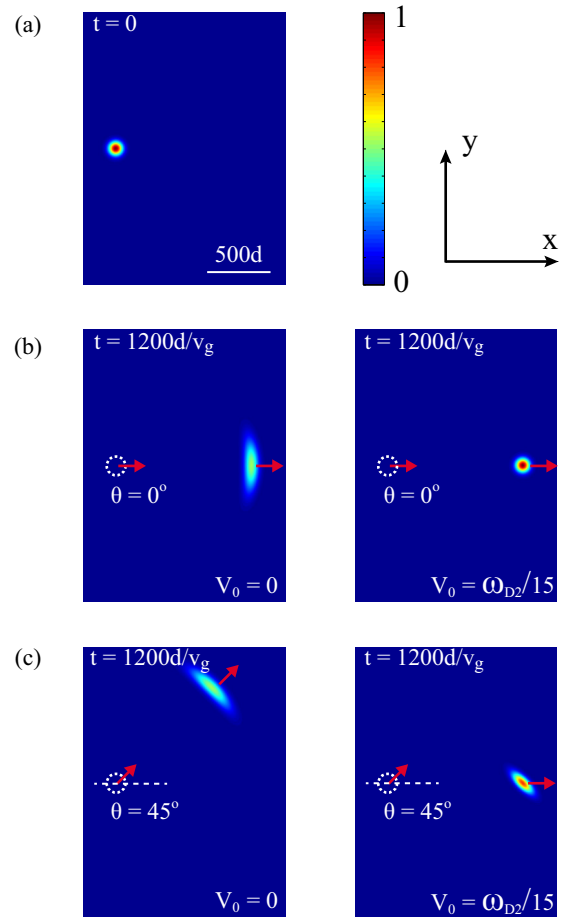 (a)
t = 0
500d
1
0
y
x
(b)
t = 1200d/v_g
θ = 0°
V_0 = 0
t = 1200d/v_g
θ = 0°
V_0 = ω_D2/15
(c)
t = 1200d/v_g
θ = 45°
V_0 = 0
t = 1200d/v_g
θ = 45°
V_0 = ω_D2/15